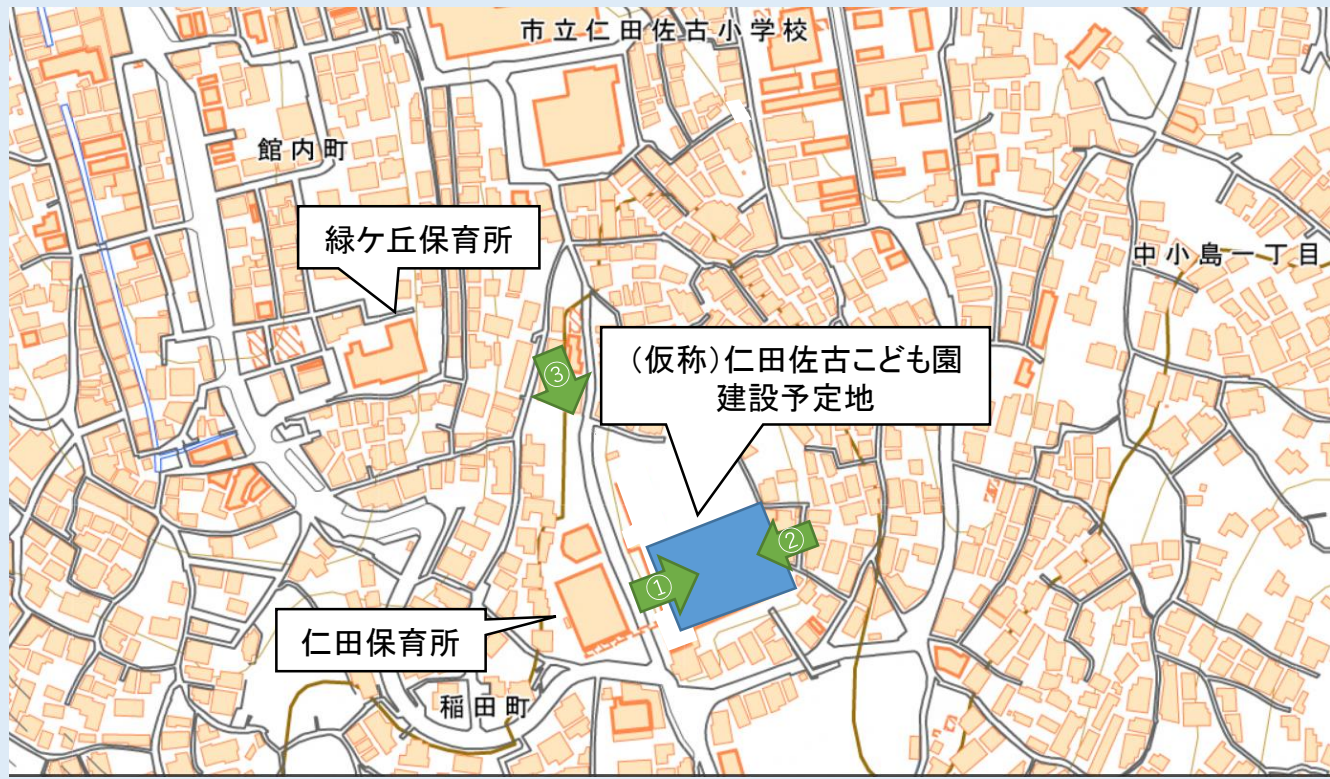 市立仁田佐古小学校
館内町
緑ケ丘保育所
中小島一丁目
(仮称)仁田佐古こども園
建設予定地
③
②
①
仁田保育所
稲田町